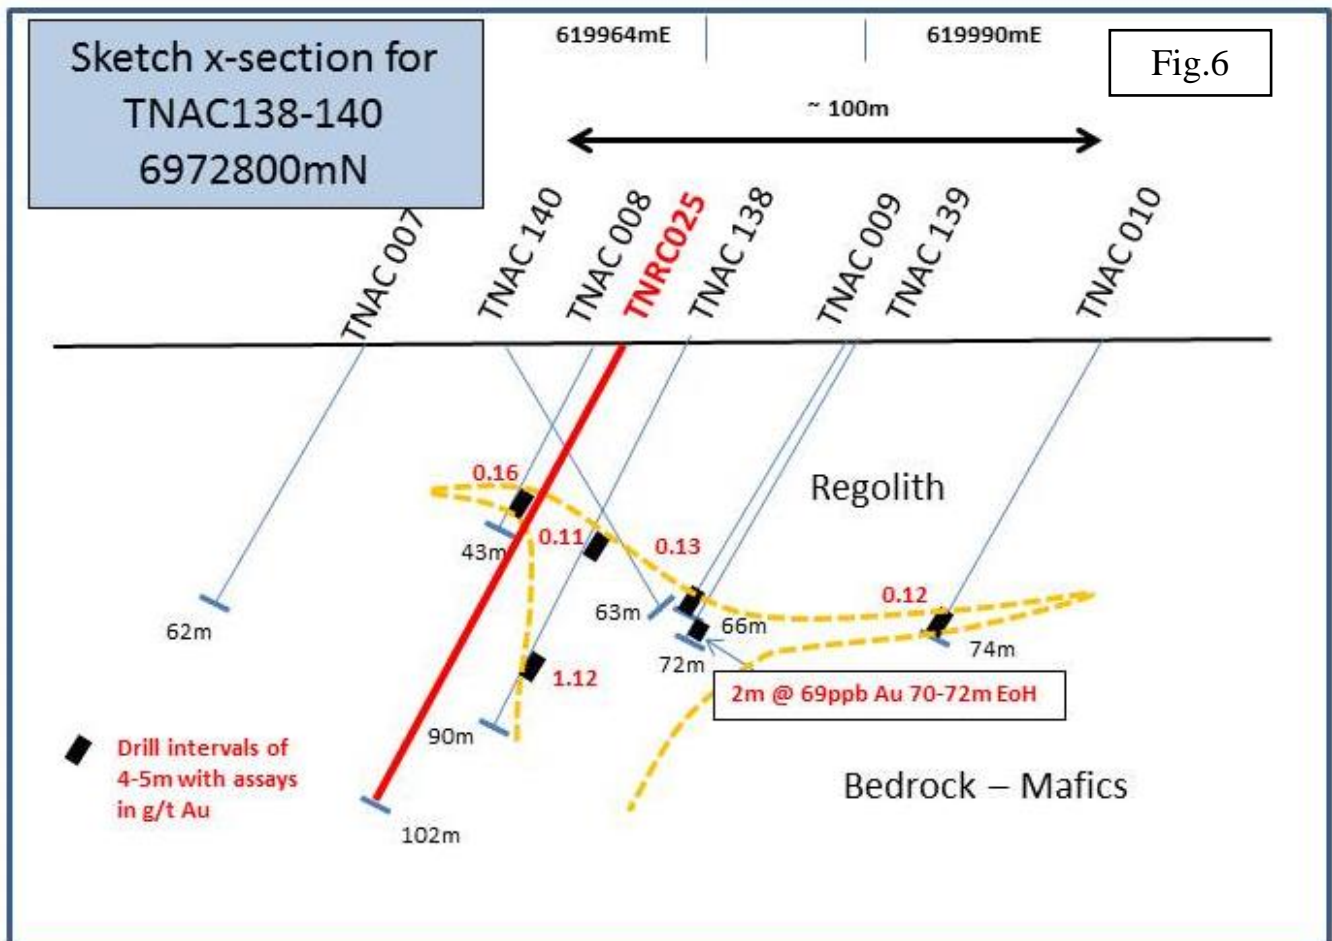 Sketch x-section for
TNAC138-140
6972800mN
619964mE
619990mE
Fig.6
~ 100m
TNAC 007
TNAC 140
TNAC 008
TNRC025
TNAC 138
TNAC 009
TNAC 139
TNAC 010
0.16
Regolith
43m
0.11
0.13
63m
66m
0.12
62m
72m
74m
1.12
2m @ 69ppb Au 70-72m EoH
90m
Drill intervals of
4-5m with assays
in g/t Au
Bedrock – Mafics
102m